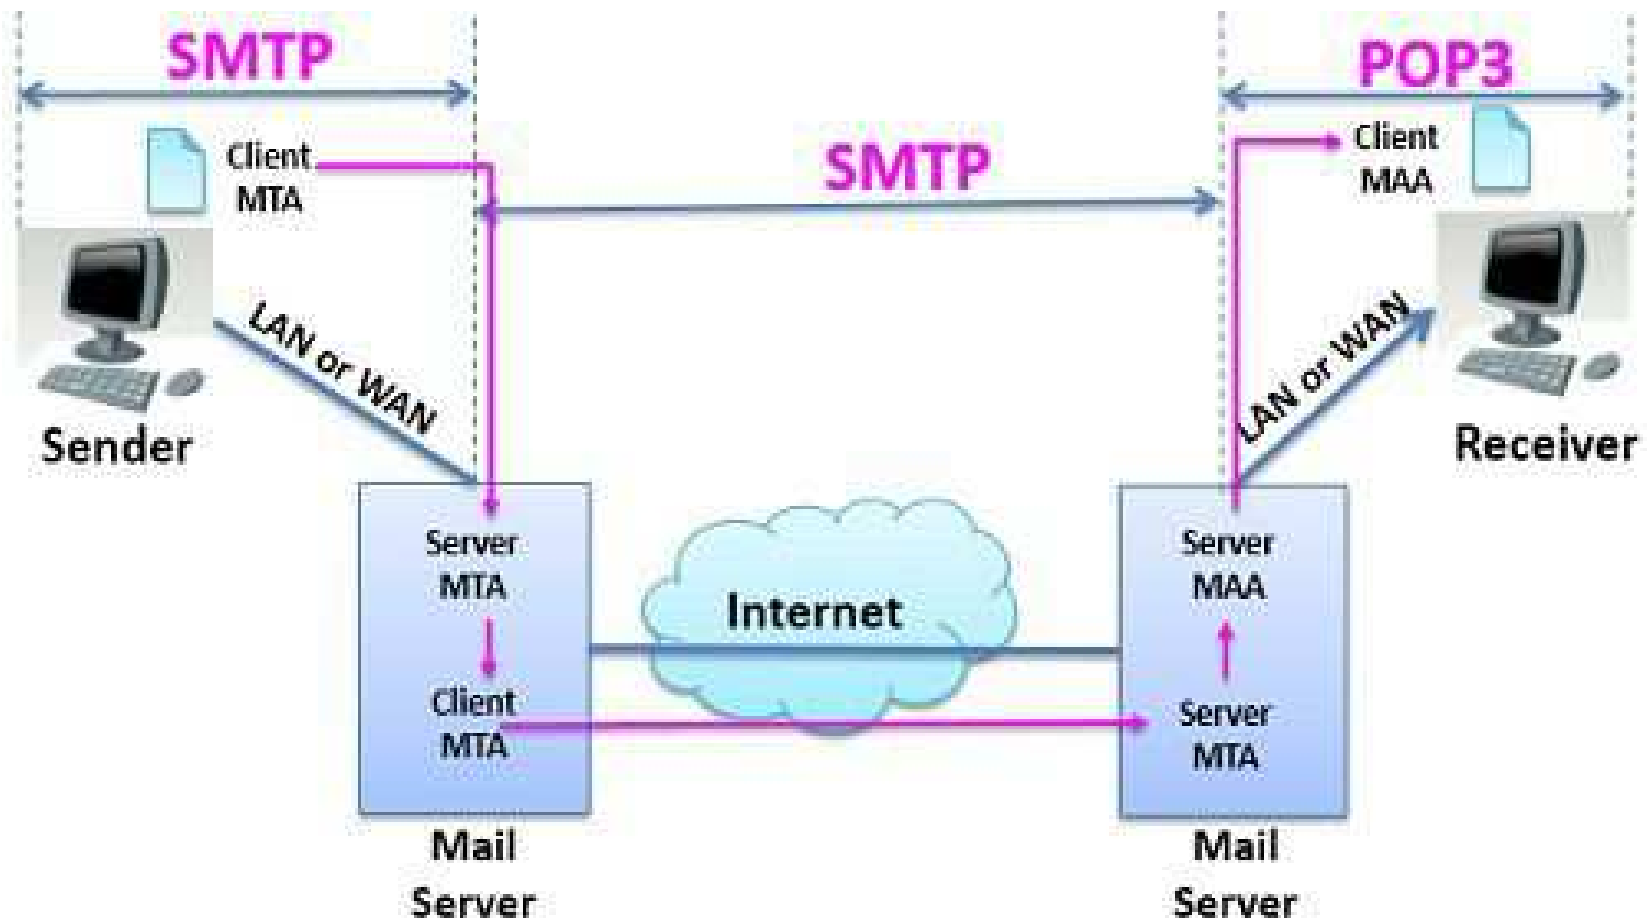 SMTP
POP3
SMTP
Client
MTA
Client
MAA
LAN or WAN
LAN or WAN
Sender
Receiver
Server
MTA
Client
MTA
Internet
Server
MAA
Server
MTA
Mail
Server
Mail
Server